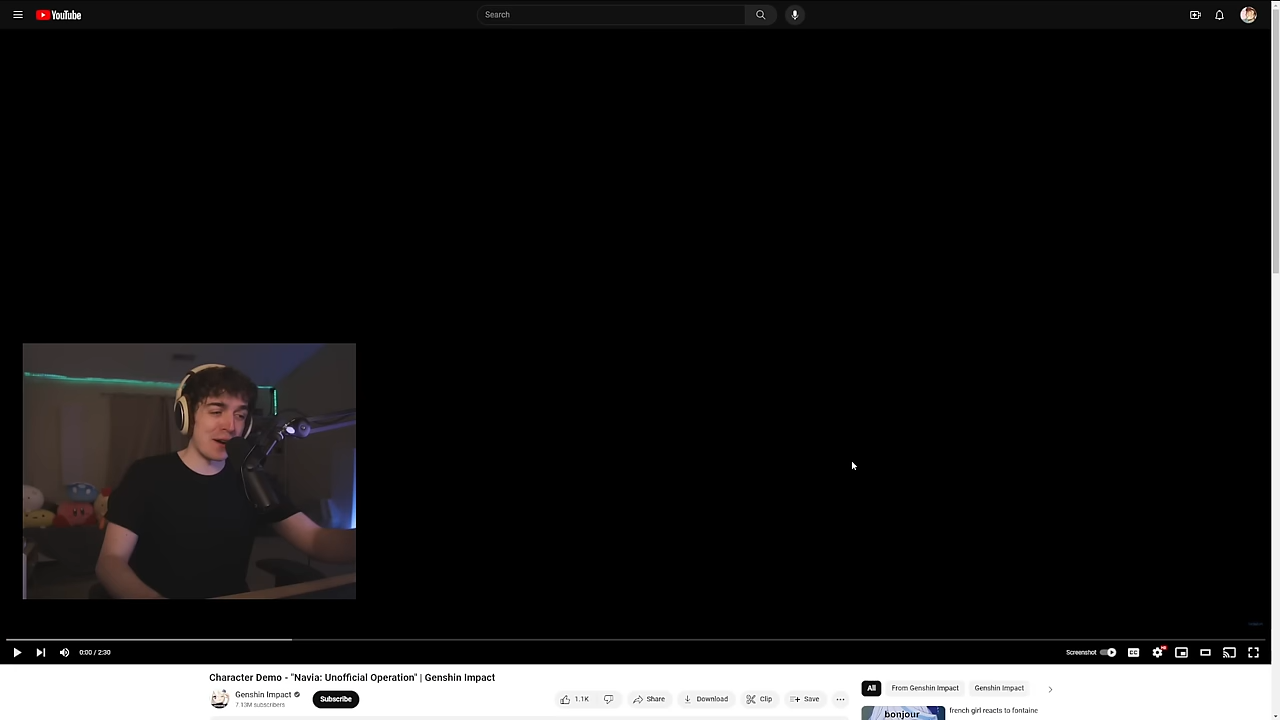 YouTube
Search
0:00 / 2:30
Screenshot
Character Demo - "Navia: Unofficial Operation" | Genshin Impact
Genshin Impact
7.13M subscribers
Subscribe
1.1K
Share
Download
Clip
Save
All
From Genshin Impact
Genshin Impact
bonjour
french girl reacts to fontaine